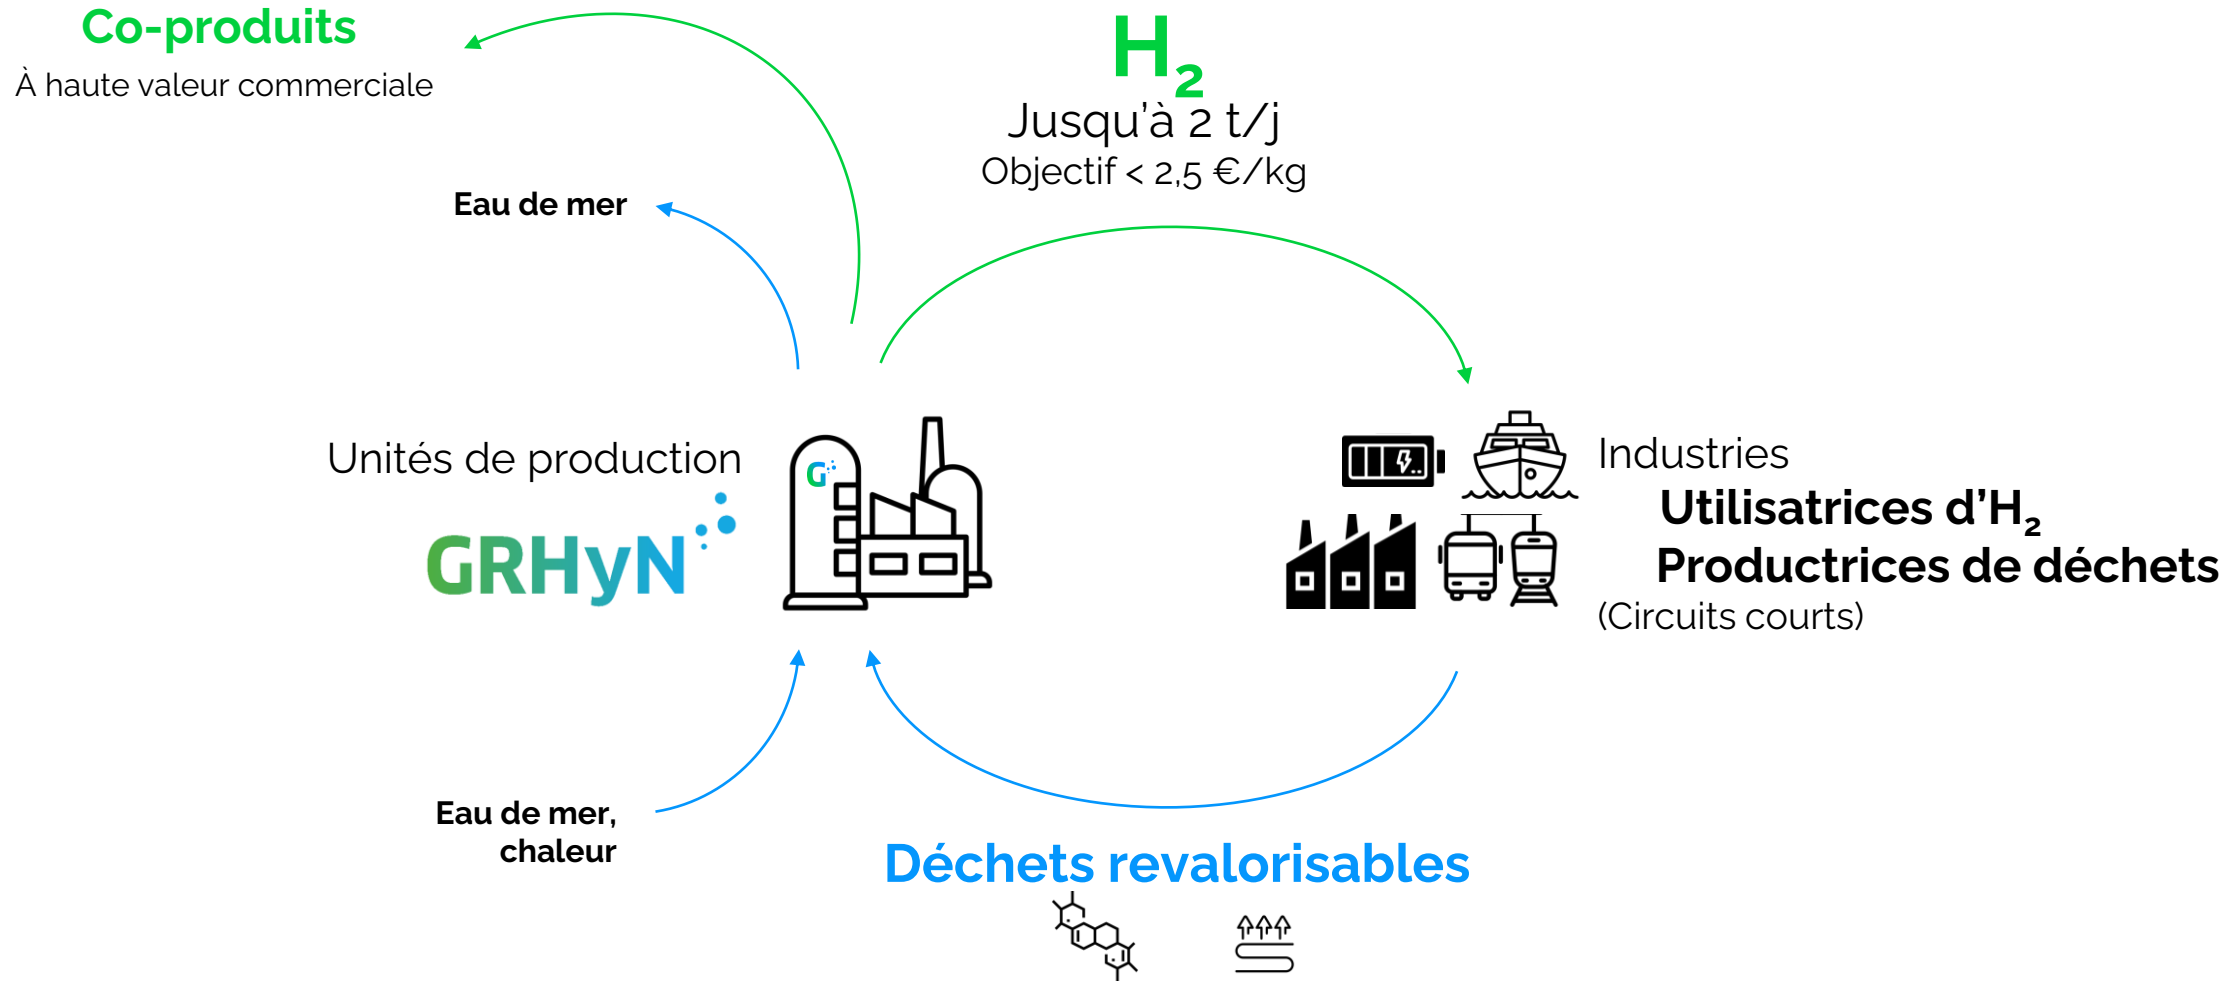 Co-produits
À haute valeur commerciale
H₂
Jusqu'à 2 t/j
Objectif < 2,5 €/kg
Eau de mer
Unités de production
GRHyN
G
Industries
Utilisatrices d'H₂
Productrices de déchets
(Circuits courts)
Eau de mer,
chaleur
Déchets revalorisables